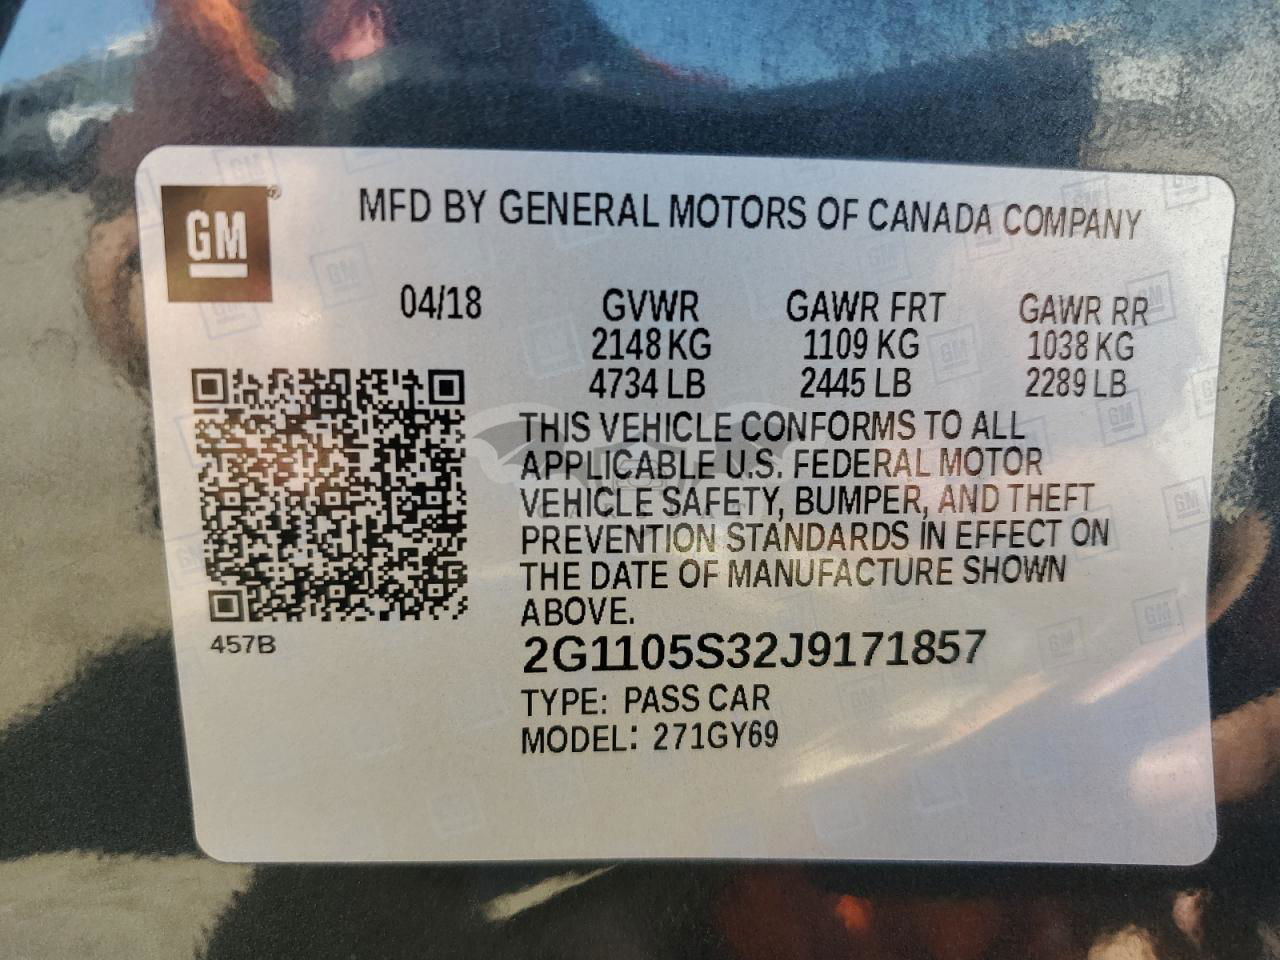 GM®
MFD BY GENERAL MOTORS OF CANADA COMPANY
04/18 GVWR GAWR FRT GAWR RR
2148 KG 1109 KG 1038 KG
4734 LB 2445 LB 2289 LB
THIS VEHICLE CONFORMS TO ALL
APPLICABLE U.S. FEDERAL MOTOR
VEHICLE SAFETY, BUMPER, AND THEFT
PREVENTION STANDARDS IN EFFECT ON
THE DATE OF MANUFACTURE SHOWN
ABOVE.
457B
2G1105S32J9171857
TYPE: PASS CAR
MODEL: 271GY69